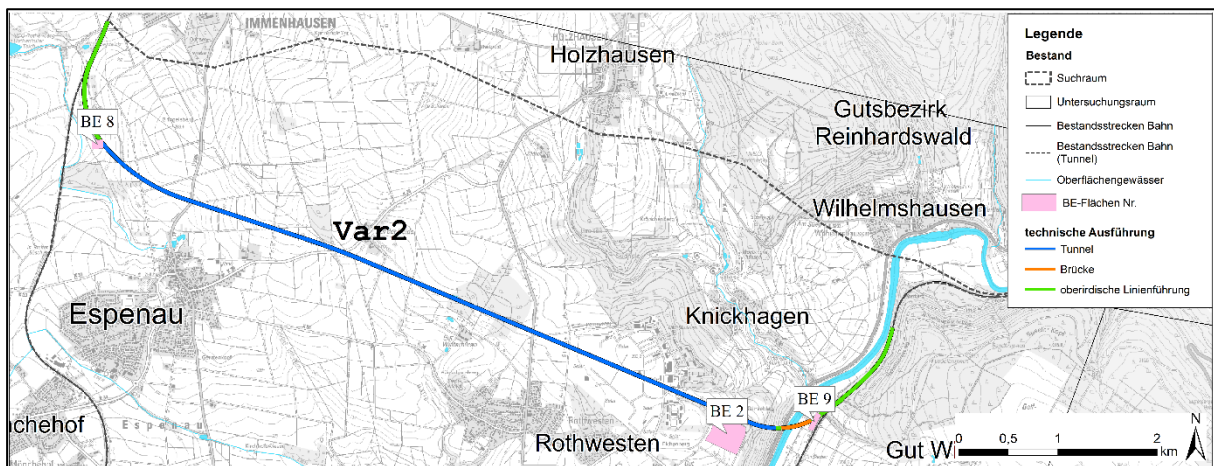 IMMENHAUSEN
Holzhausen
Gutsbezirk
Reinhardswald
BE 8
Wilhelmshausen
Var2
Espenau
Knickhagen
BE 9
BE 2
nchehof
Espenau
Rothwesten
Gut W
Legende
Bestand
Suchraum
Untersuchungsraum
Bestandsstrecken Bahn
Bestandsstrecken Bahn
(Tunnel)
Oberflächengewässer
BE-Flächen Nr.
technische Ausführung
Tunnel
Brücke
oberirdische Linienführung
0 0,5 1 2
km
N